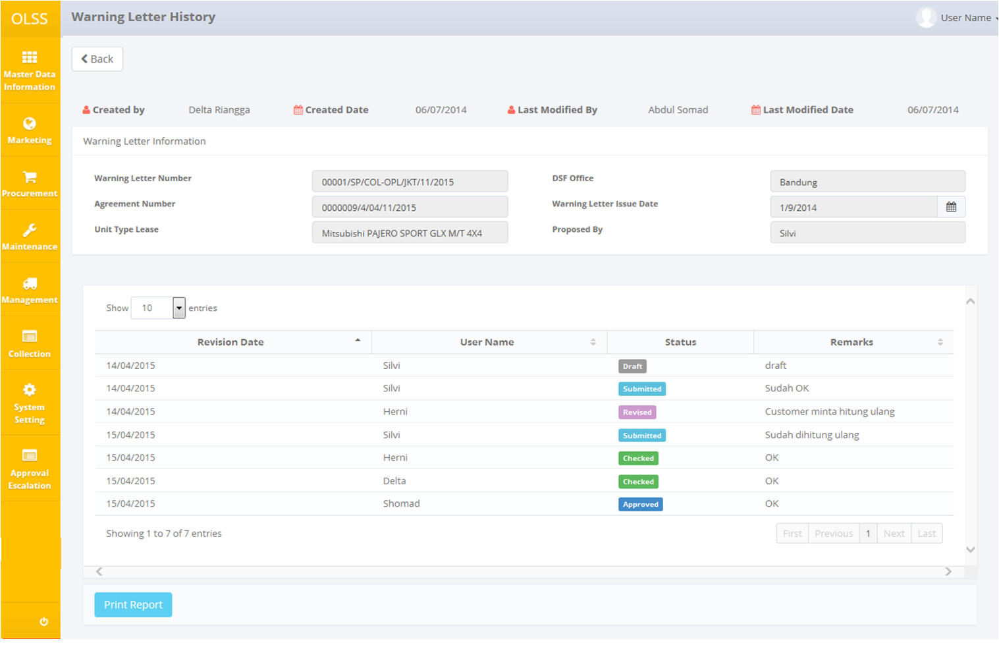 OLSS
Warning Letter History
User Name
Back
Master Data
Information
Marketing
Procurement
Maintenance
Management
Collection
System
Setting
Approval
Escalation
Created by Delta Riangga Created Date 06/07/2014 Last Modified By Abdul Somad Last Modified Date 06/07/2014
Warning Letter Information
Warning Letter Number 00001/SP/COL-OPL/JKT/11/2015 DSF Office Bandung
Agreement Number 0000009/4/04/11/2015 Warning Letter Issue Date 1/9/2014
Unit Type Lease Mitsubishi PAJERO SPORT GLX M/T 4X4 Proposed By Silvi
Show 10 entries
Revision Date User Name Status Remarks
14/04/2015 Silvi Draft draft
14/04/2015 Silvi Submitted Sudah OK
14/04/2015 Herni Revised Customer minta hitung ulang
15/04/2015 Silvi Submitted Sudah dihitung ulang
15/04/2015 Herni Checked OK
15/04/2015 Delta Checked OK
15/04/2015 Shomad Approved OK
Showing 1 to 7 of 7 entries First Previous 1 Next Last
Print Report